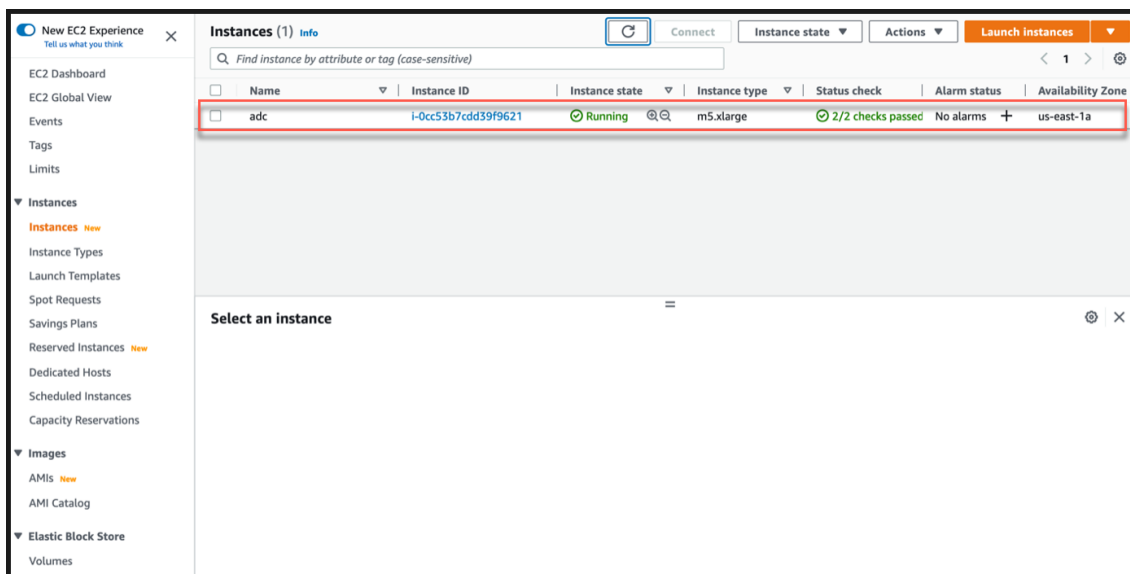 New EC2 Experience
Tell us what you think
EC2 Dashboard
EC2 Global View
Events
Tags
Limits
Instances
Instances New
Instance Types
Launch Templates
Spot Requests
Savings Plans
Reserved Instances New
Dedicated Hosts
Scheduled Instances
Capacity Reservations
Images
AMIs New
AMI Catalog
Elastic Block Store
Volumes
Instances (1) Info
Connect
Instance state
Actions
Launch instances
Find instance by attribute or tag (case-sensitive)
1
Name Instance ID Instance state Instance type Status check Alarm status Availability Zone
adc i-0cc53b7cdd39f9621 Running m5.xlarge 2/2 checks passed No alarms + us-east-1a
Select an instance